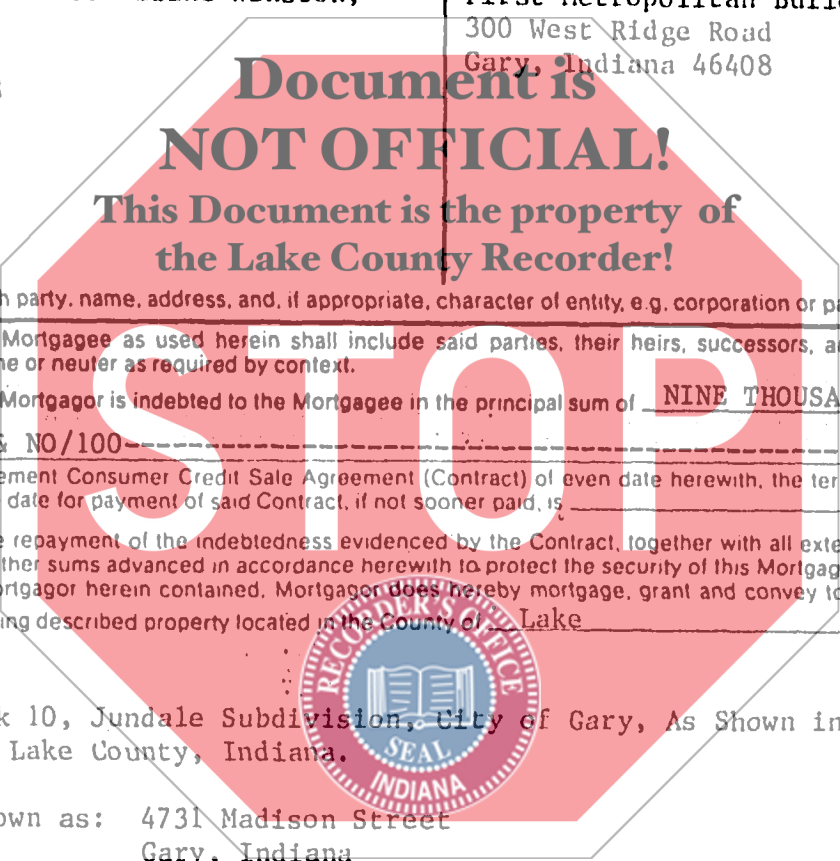 300 West Ridge Road
Gary, Indiana 46408
Document is
NOT OFFICIAL!
This Document is the property of
the Lake County Recorder!
party, name, address, and, if appropriate, character of entity, e.g. corporation or
Mortgagee as used herein shall include said parties, their heirs, successors,
or neuter as required by context.
Mortgagor is indebted to the Mortgagee in the principal sum of NINE
& NO/100--------------------------------------------
Consumer Credit Sale Agreement (Contract) of even date herewith, the
date for payment of said Contract, if not sooner paid, is
STOP
repayment of the indebtedness evidenced by the Contract, together with all
sums advanced in accordance herewith to protect the security of this
herein contained, Mortgagor does hereby mortgage, grant and convey
described property located in the County of Lake
RECORDER'S OFFICE
SEAL
INDIANA
10, Jundale Subdivision, City of Gary, As Shown in
Lake County, Indiana.
as: 4731 Madison Street
Gary, Indiana